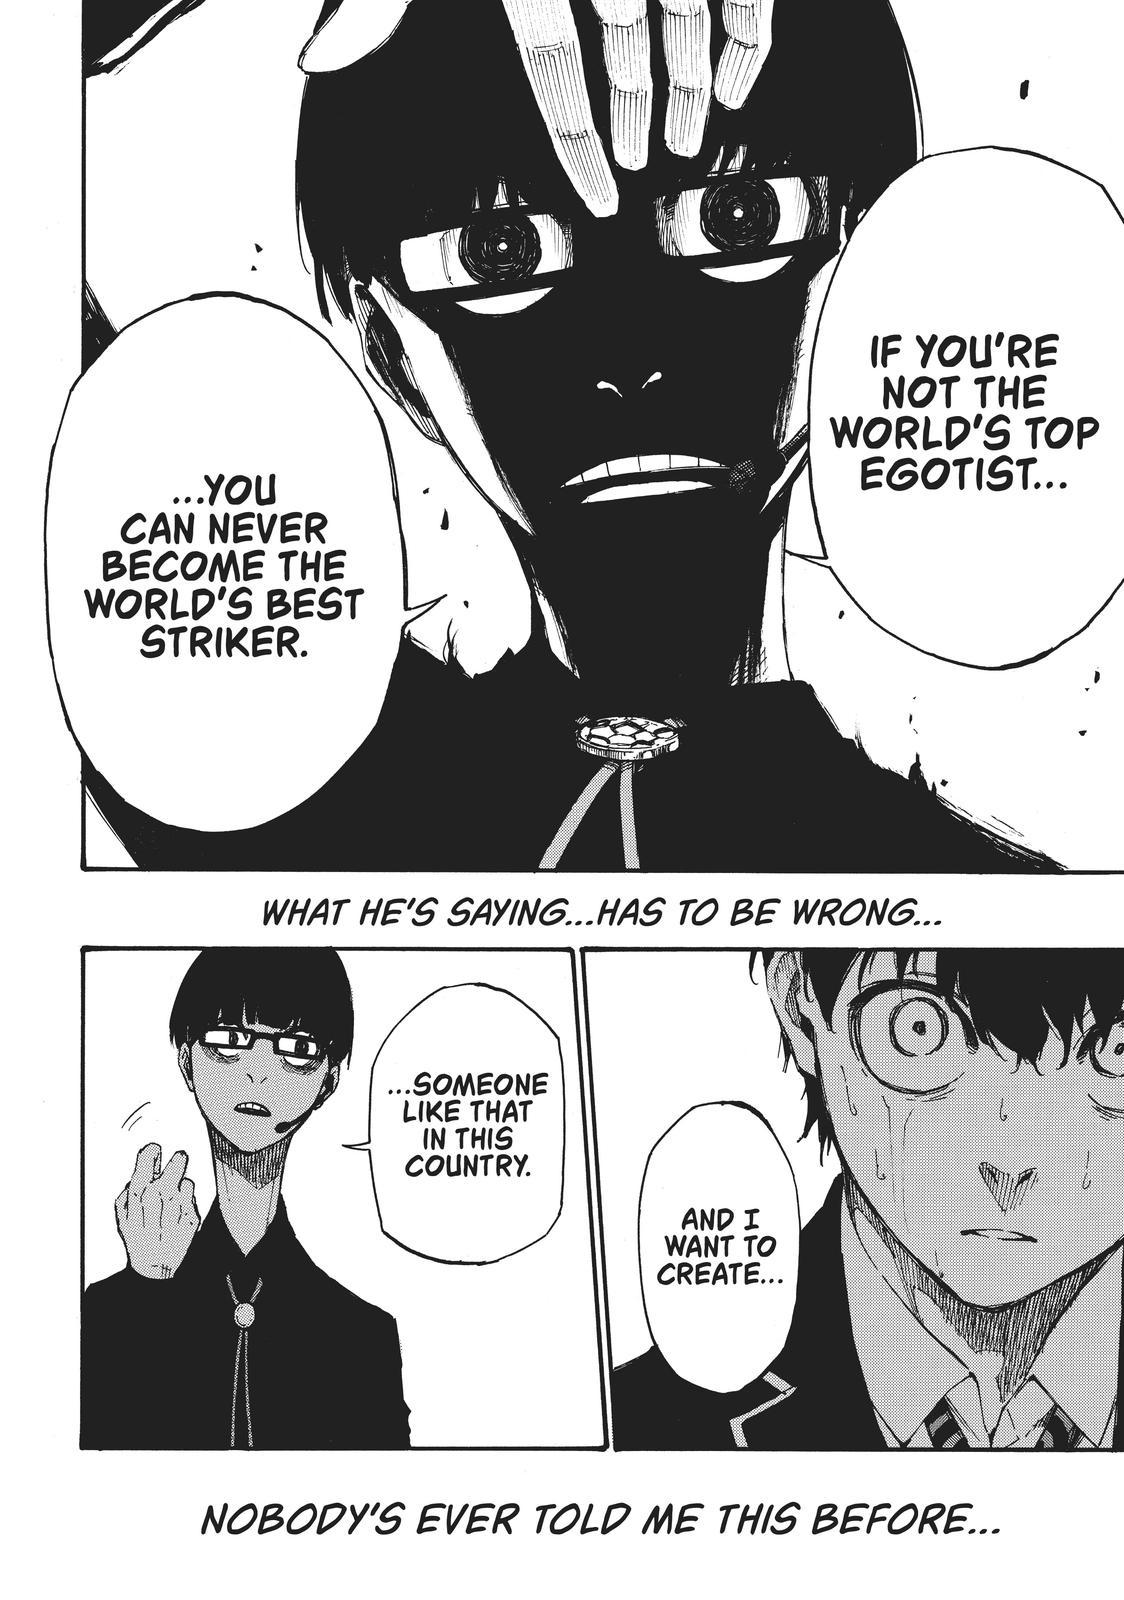 IF YOU'RE
NOT THE
WORLD'S TOP
EGOTIST...
...YOU
CAN NEVER
BECOME THE
WORLD'S BEST
STRIKER.
WHAT HE'S SAYING...HAS TO BE WRONG...
AND I
WANT TO
CREATE...
...SOMEONE
LIKE THAT
IN THIS
COUNTRY.
NOBODY'S EVER TOLD ME THIS BEFORE...